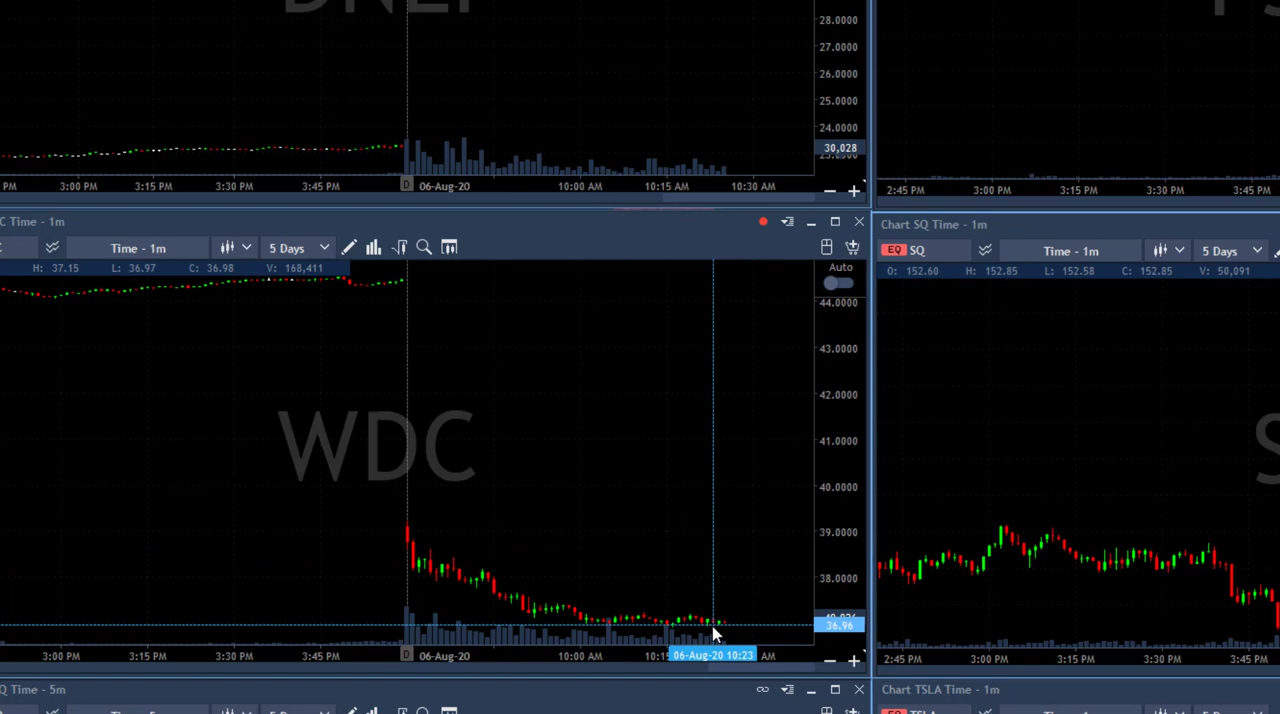 28.0000
27.0000
26.0000
25.0000
24.0000
30,028
PM 3:00 PM 3:15 PM 3:30 PM 3:45 PM D 06-Aug-20 10:00 AM 10:15 AM 10:30 AM
2:45 PM 3:00 PM 3:15 PM 3:30 PM 3:45 PM
C Time - 1m
Time - 1m 5 Days
H: 37.15 L: 36.97 C: 36.98 V: 168,411
Auto
44.0000
43.0000
42.0000
41.0000
40.0000
39.0000
38.0000
36.96
WDC
3:00 PM 3:15 PM 3:30 PM 3:45 PM D 06-Aug-20 10:00 AM 10:15 06-Aug-20 10:23 AM
Chart SQ Time - 1m
EQ SQ Time - 1m 5 Days
O: 152.60 H: 152.85 L: 152.58 C: 152.85 V: 50,091
S
2:45 PM 3:00 PM 3:15 PM 3:30 PM 3:45 PM
Q Time - 5m
Chart TSLA Time - 1m